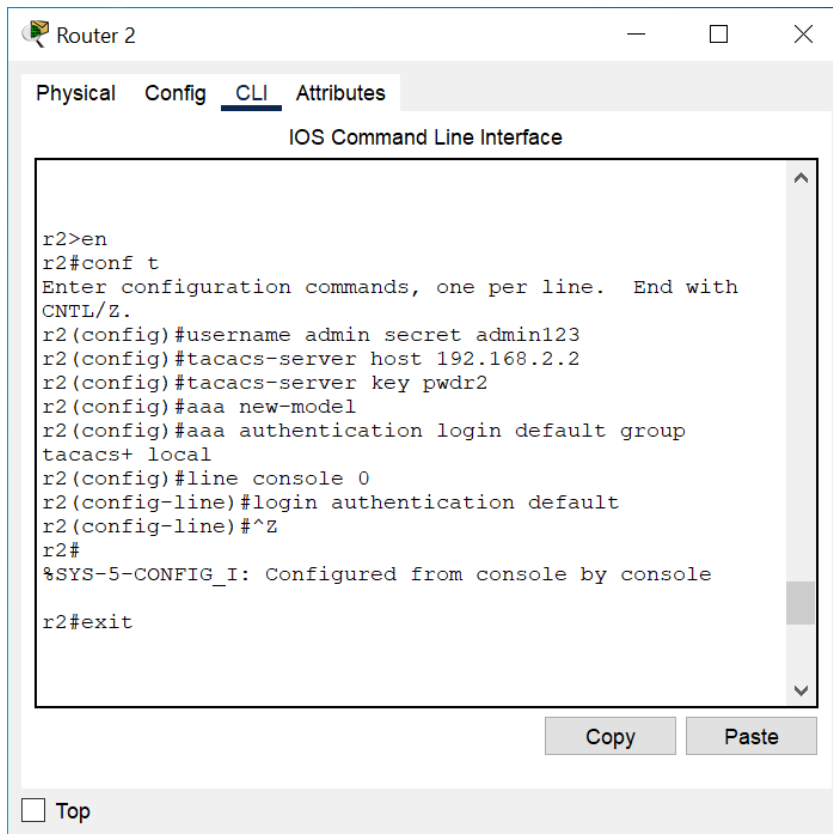 Router 2
Physical Config CLI Attributes
IOS Command Line Interface
r2>en
r2#conf t
Enter configuration commands, one per line.  End with
CNTL/Z.
r2(config)#username admin secret admin123
r2(config)#tacacs-server host 192.168.2.2
r2(config)#tacacs-server key pwdr2
r2(config)#aaa new-model
r2(config)#aaa authentication login default group
tacacs+ local
r2(config)#line console 0
r2(config-line)#login authentication default
r2(config-line)#^Z
r2#
%SYS-5-CONFIG_I: Configured from console by console
r2#exit
Copy Paste
Top